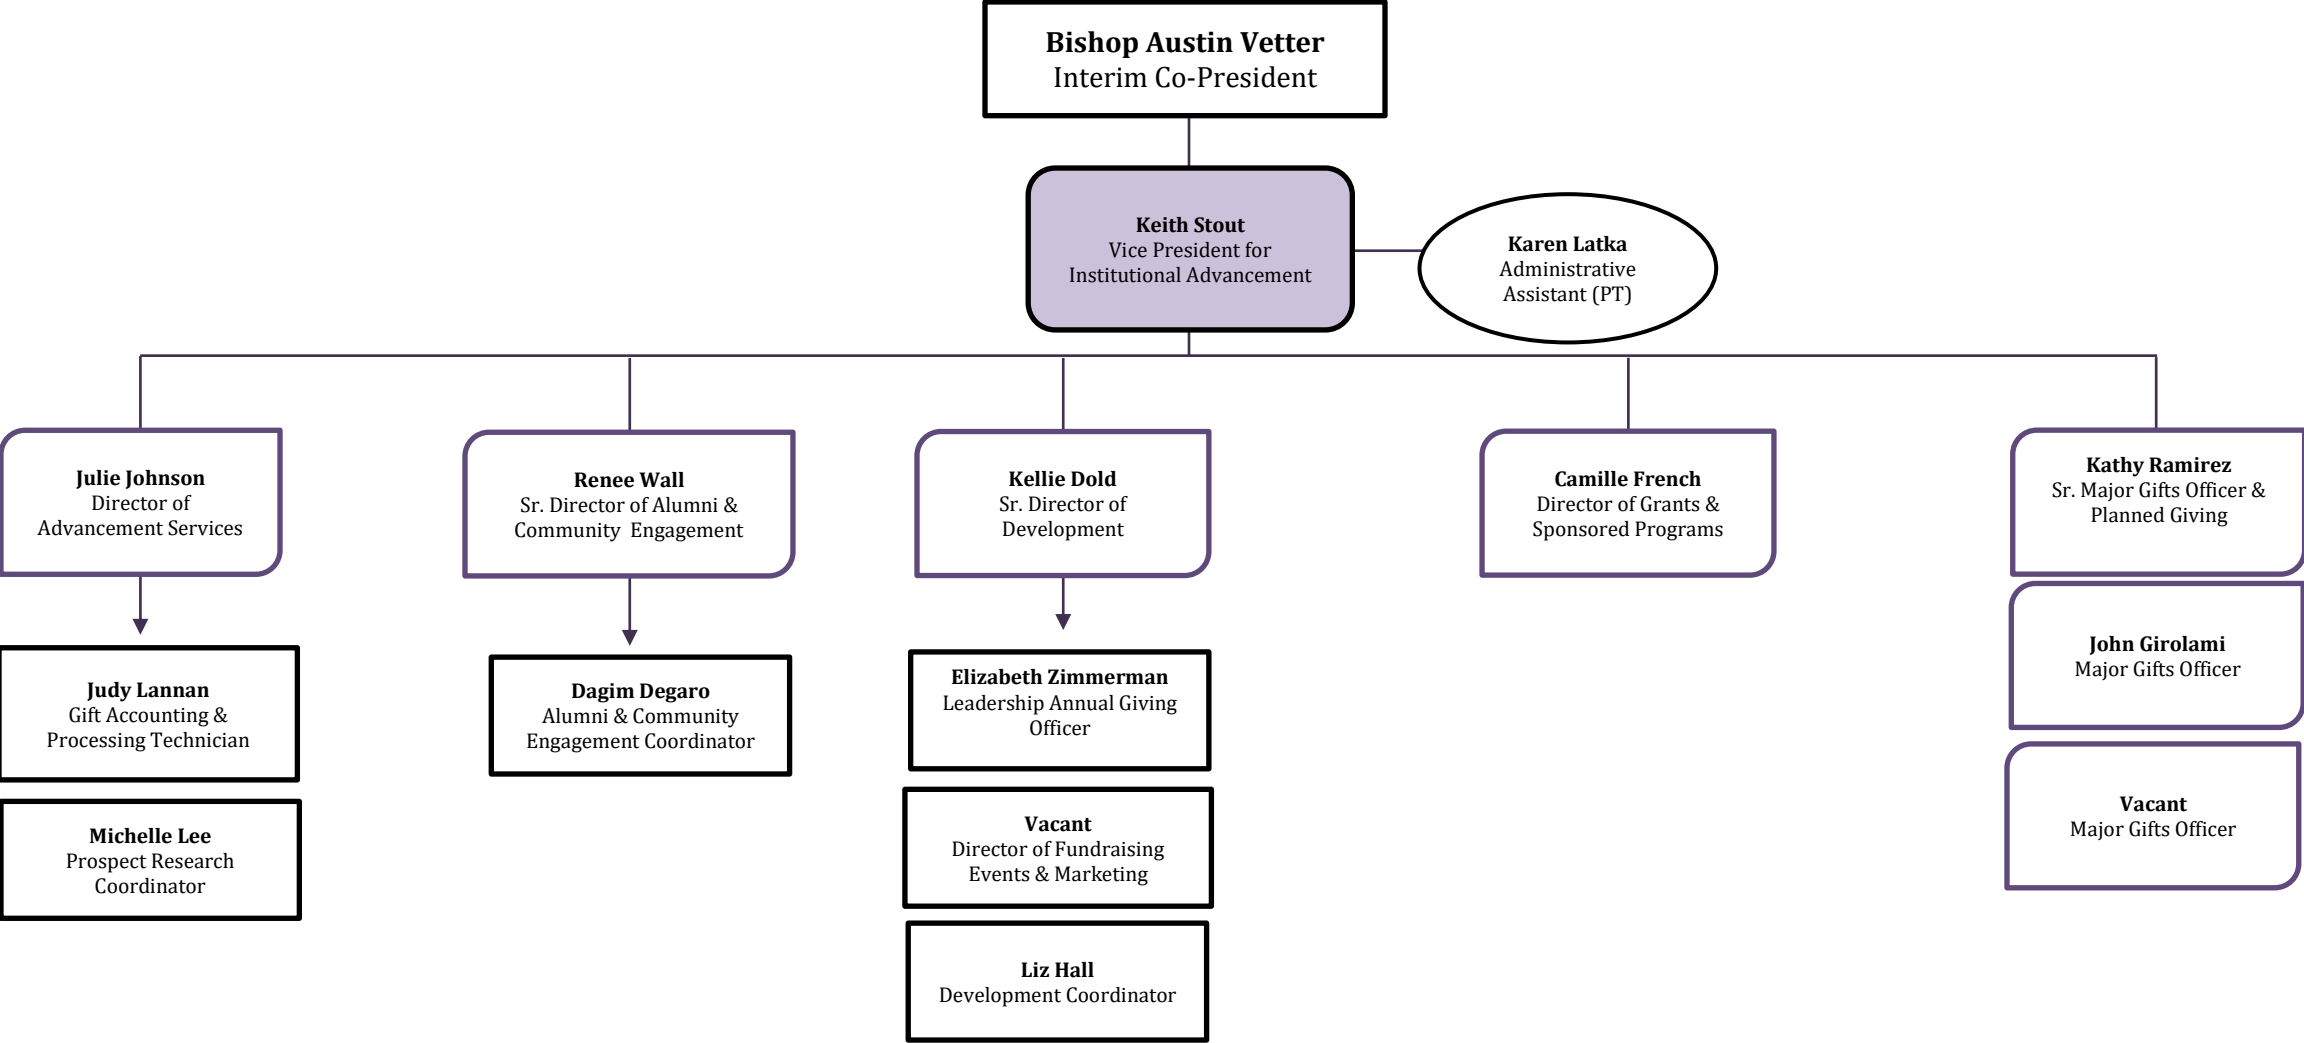 Bishop Austin Vetter
Interim Co-President
Keith Stout
Vice President for
Institutional Advancement
Karen Latka
Administrative
Assistant (PT)
Julie Johnson
Director of
Advancement Services
Renee Wall
Sr. Director of Alumni &
Community Engagement
Kellie Dold
Sr. Director of
Development
Camille French
Director of Grants &
Sponsored Programs
Kathy Ramirez
Sr. Major Gifts Officer &
Planned Giving
John Girolami
Major Gifts Officer
Vacant
Major Gifts Officer
Judy Lannan
Gift Accounting &
Processing Technician
Michelle Lee
Prospect Research
Coordinator
Dagim Degaro
Alumni & Community
Engagement Coordinator
Elizabeth Zimmerman
Leadership Annual Giving
Officer
Vacant
Director of Fundraising
Events & Marketing
Liz Hall
Development Coordinator